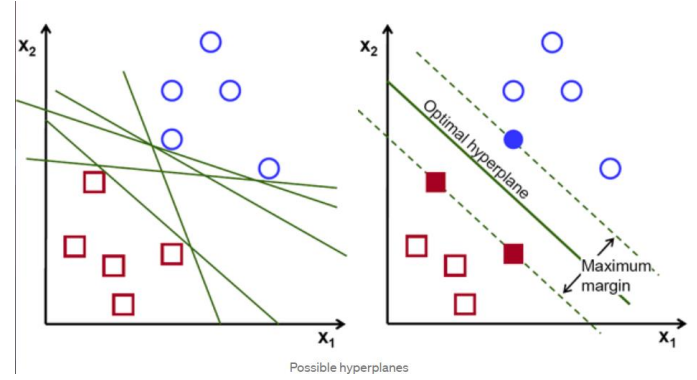 x2
x1
x2
Optimal hyperplane
Maximum
margin
x1
Possible hyperplanes